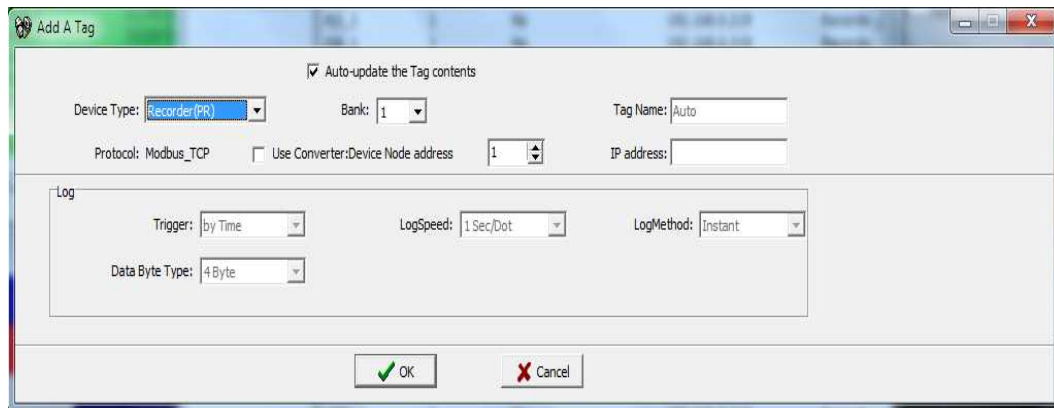 Add A Tag
Auto-update the Tag contents
Device Type: Recorder(PR) Bank: 1 Tag Name: Auto
Protocol: Modbus_TCP Use Converter:Device Node address 1 IP address:
Log
Trigger: by Time LogSpeed: 1 Sec/Dot LogMethod: Instant
Data Byte Type: 4 Byte
OK Cancel